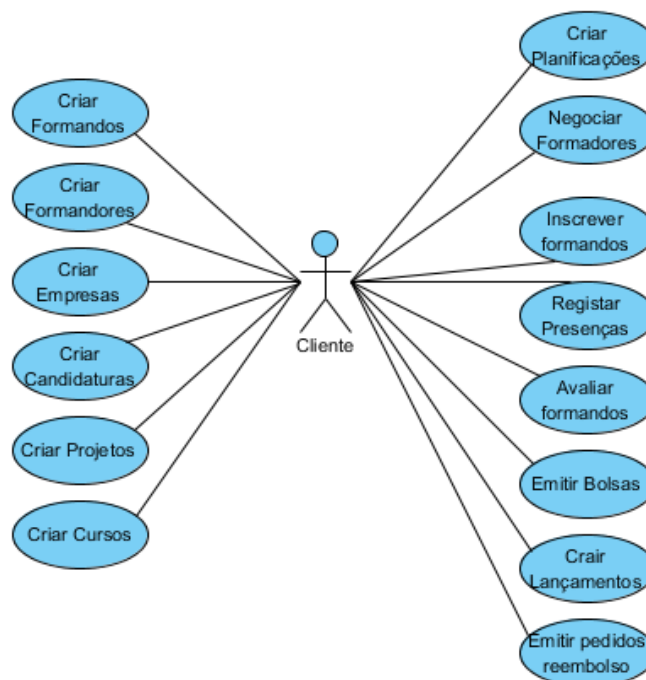 Criar
Formandos
Criar
Formandores
Criar
Empresas
Criar
Candidaturas
Criar Projetos
Criar Cursos
Cliente
Criar
Planificações
Negociar
Formadores
Inscrever
formandos
Registar
Presenças
Avaliar
formandos
Emitir Bolsas
Crair
Lançamentos
Emitir pedidos
reembolso